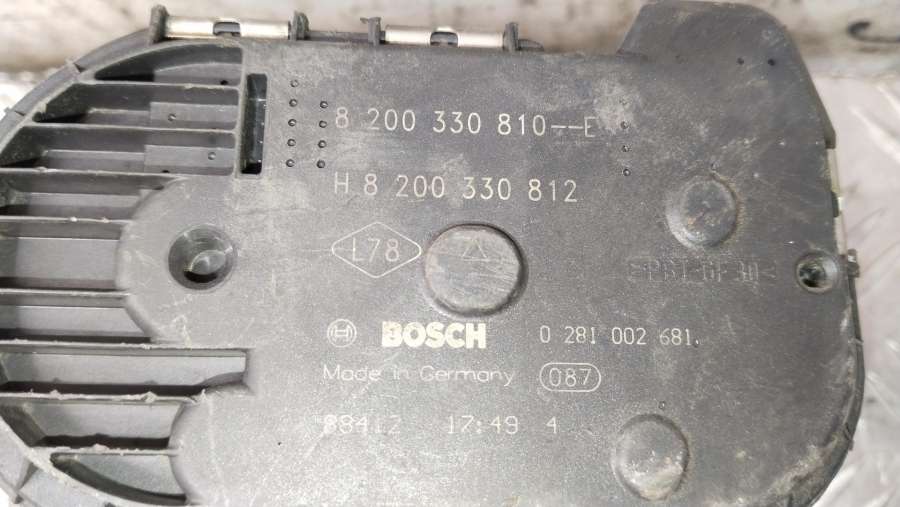 8 200 330 810--E
H 8 200 330 812
L78
BOSCH 0 281 002 681.
Made in Germany 087
88412 17:49 4